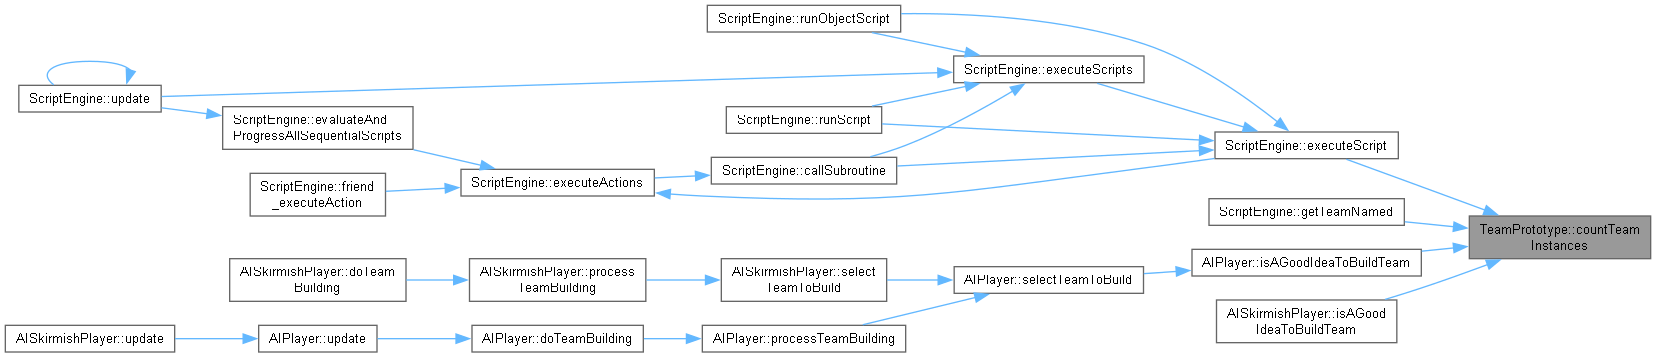 ScriptEngine::runObjectScript
ScriptEngine::executeScripts
ScriptEngine::update
ScriptEngine::evaluateAnd
ProgressAllSequentialScripts
ScriptEngine::runScript
ScriptEngine::executeScript
ScriptEngine::callSubroutine
ScriptEngine::executeActions
ScriptEngine::friend
_executeAction
ScriptEngine::getTeamNamed
TeamPrototype::countTeam
Instances
AIPlayer::isAGoodIdeaToBuildTeam
AISkirmishPlayer::doTeam
Building
AISkirmishPlayer::process
TeamBuilding
AISkirmishPlayer::select
TeamToBuild
AIPlayer::selectTeamToBuild
AISkirmishPlayer::isAGood
IdeaToBuildTeam
AISkirmishPlayer::update
AIPlayer::update
AIPlayer::doTeamBuilding
AIPlayer::processTeamBuilding